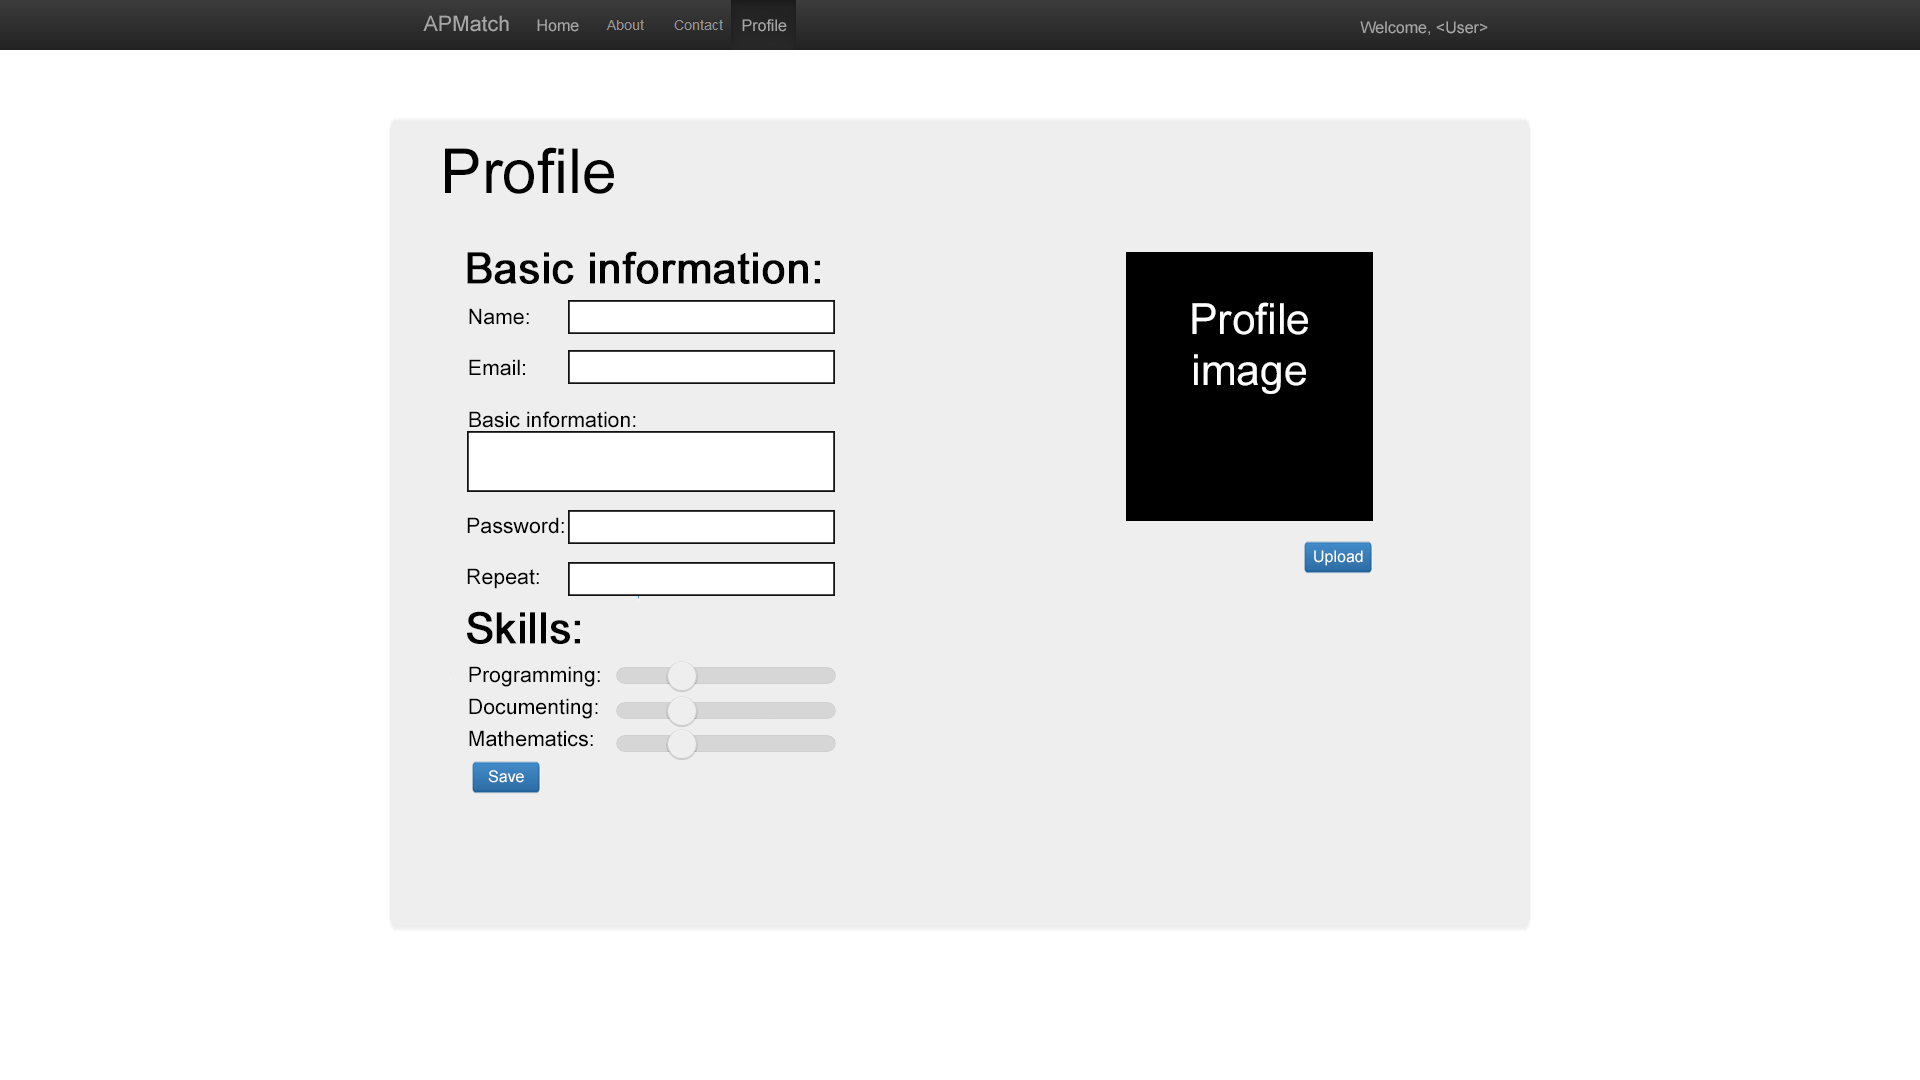 APMatch Home About Contact Profile Welcome, <User>
Profile
Basic information:
Name:
Email:
Basic information:
Password:
Repeat:
Skills:
Programming:
Documenting:
Mathematics:
Save
Profile
image
Upload